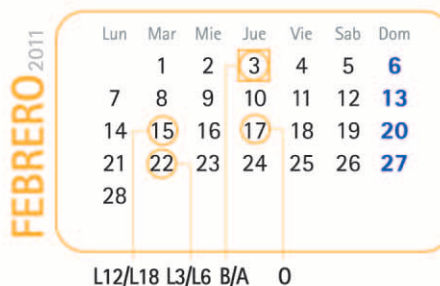 FEBRERO 2011
Lun Mar Mie Jue Vie Sab Dom
1 2 3 4 5 6
7 8 9 10 11 12 13
14 15 16 17 18 19 20
21 22 23 24 25 26 27
28
L12/L18 L3/L6 B/A O